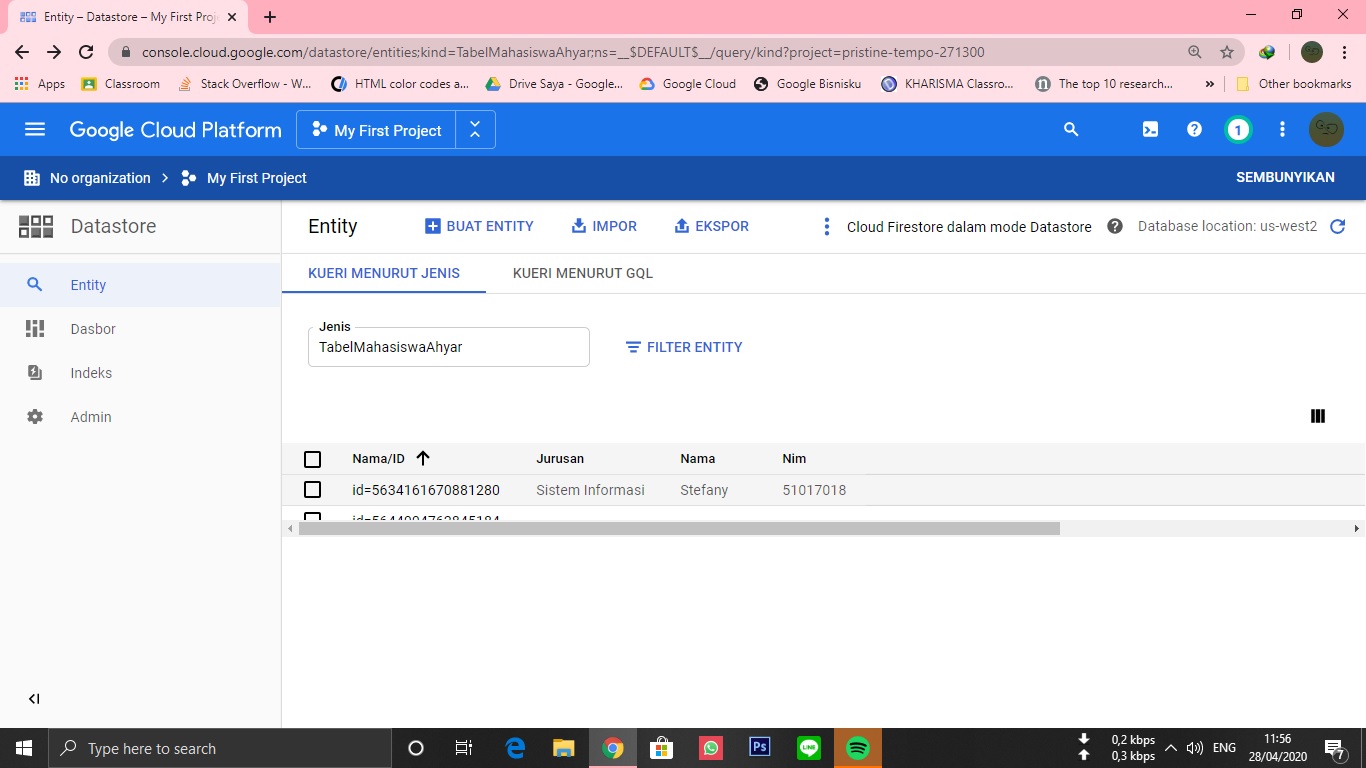 Entity – Datastore – My First Proj
console.cloud.google.com/datastore/entities;kind=TabelMahasiswaAhyar;ns=__$DEFAULT$__/query/kind?project=pristine-tempo-271300
Apps Classroom Stack Overflow - W... HTML color codes a... Drive Saya - Google... Google Cloud Google Bisnisku KHARISMA Classro... The top 10 research... » Other bookmarks
Google Cloud Platform My First Project 1
No organization > My First Project SEMBUNYIKAN
Datastore Entity BUAT ENTITY IMPOR EKSPOR Cloud Firestore dalam mode Datastore Database location: us-west2
KUERI MENURUT JENIS KUERI MENURUT GQL
Entity
Dasbor
Indeks
Admin
Jenis
TabelMahasiswaAhyar FILTER ENTITY
Nama/ID Jurusan Nama Nim
id=5634161670881280 Sistem Informasi Stefany 51017018
Type here to search Ps LINE 0,2 kbps 0,3 kbps ENG 11:56 28/04/2020 7